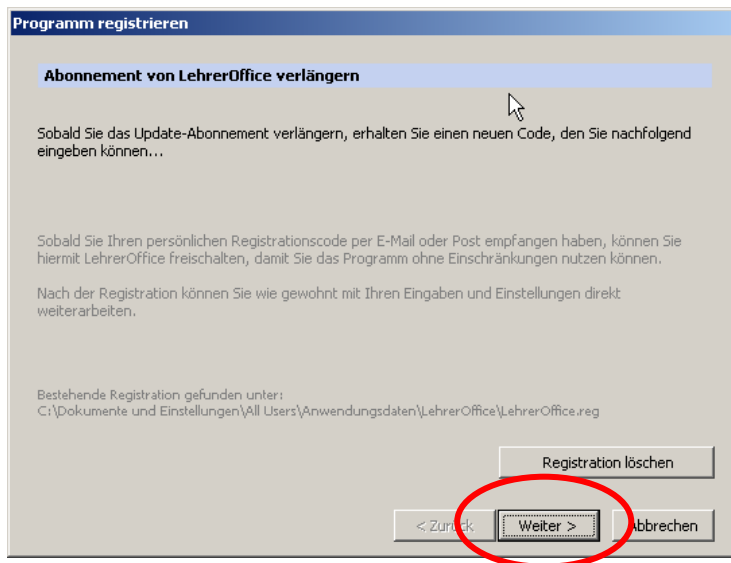 Programm registrieren
Abonnement von LehrerOffice verlängern
Sobald Sie das Update-Abonnement verlängern, erhalten Sie einen neuen Code, den Sie nachfolgend
eingeben können...
Sobald Sie Ihren persönlichen Registrationscode per E-Mail oder Post empfangen haben, können Sie
hiermit LehrerOffice freischalten, damit Sie das Programm ohne Einschränkungen nutzen können.
Nach der Registration können Sie wie gewohnt mit Ihren Eingaben und Einstellungen direkt
weiterarbeiten.
Bestehende Registration gefunden unter:
C:\Dokumente und Einstellungen\All Users\Anwendungsdaten\LehrerOffice\LehrerOffice.reg
Registration löschen
< Zurück Weiter > Abbrechen